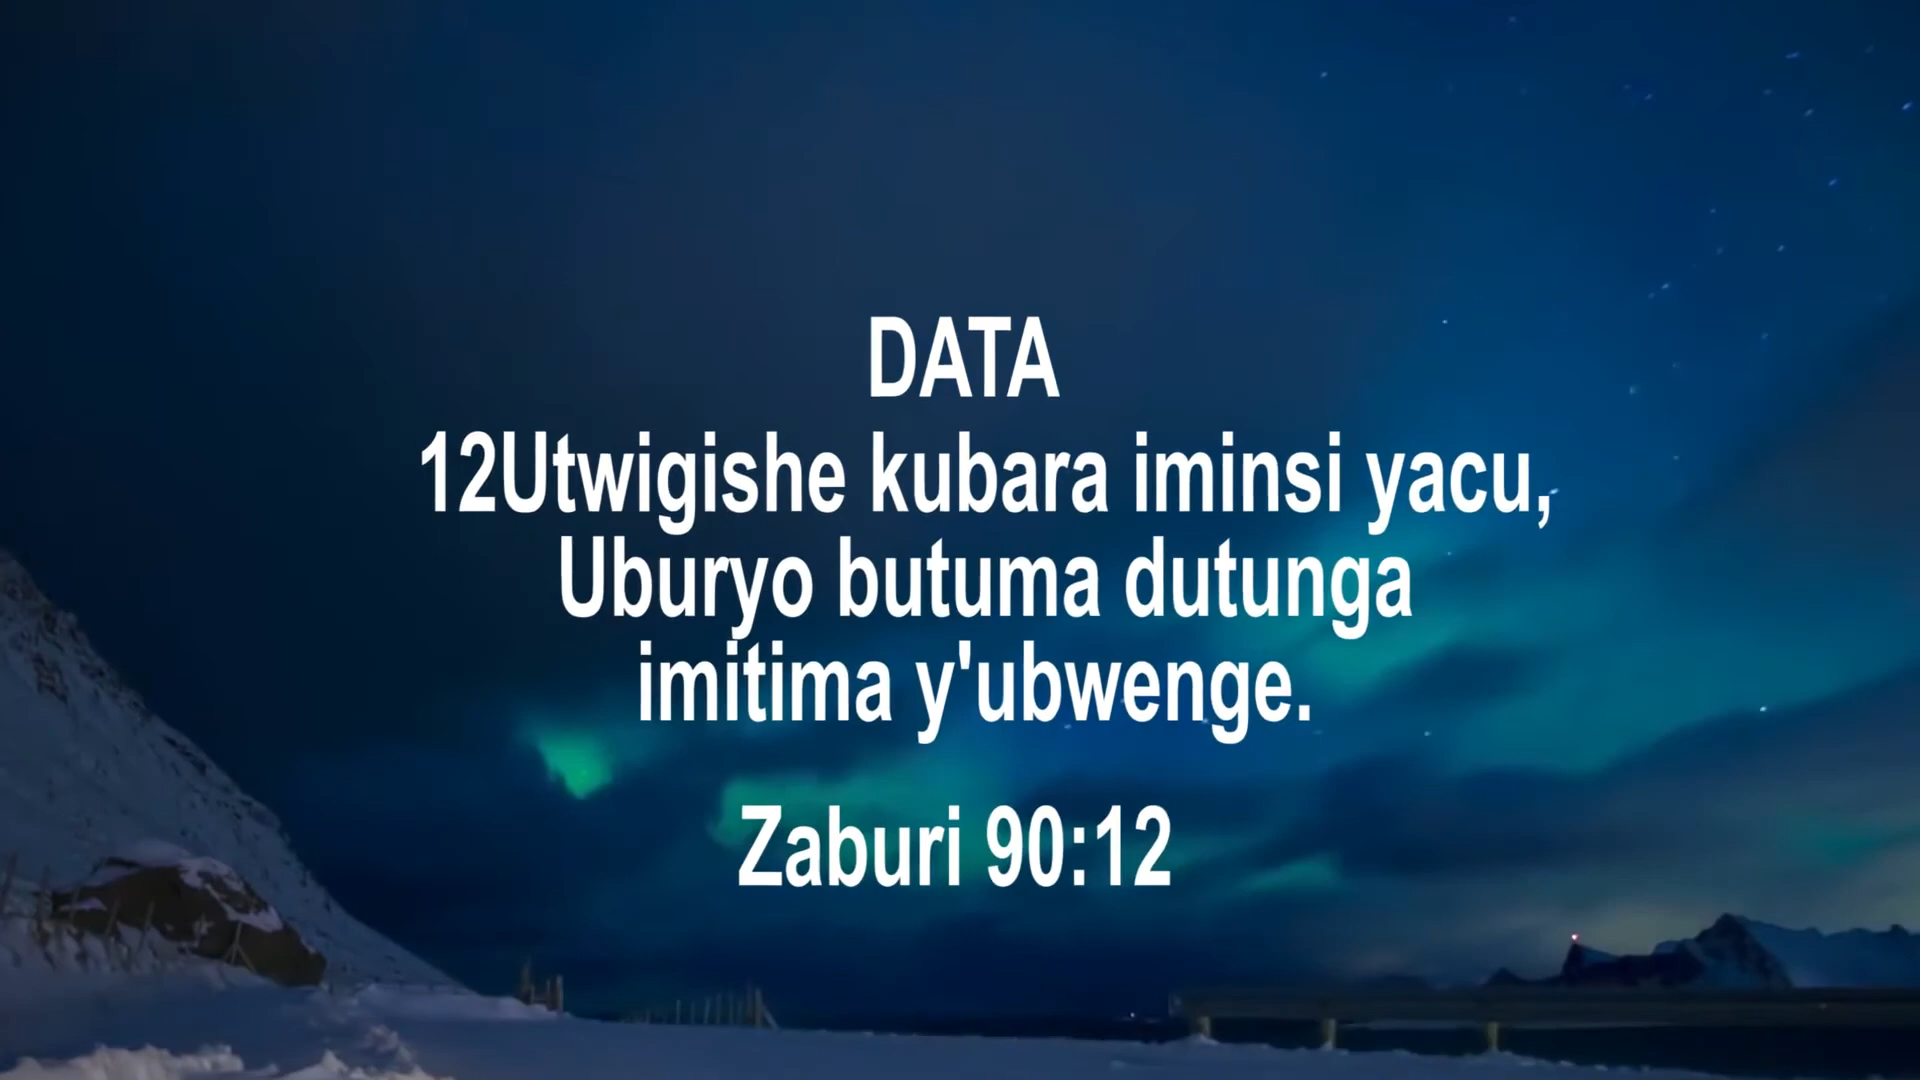 DATA
12Utwigishe kubara iminsi yacu,
Uburyo butuma dutunga
imitima y'ubwenge.
Zaburi 90:12